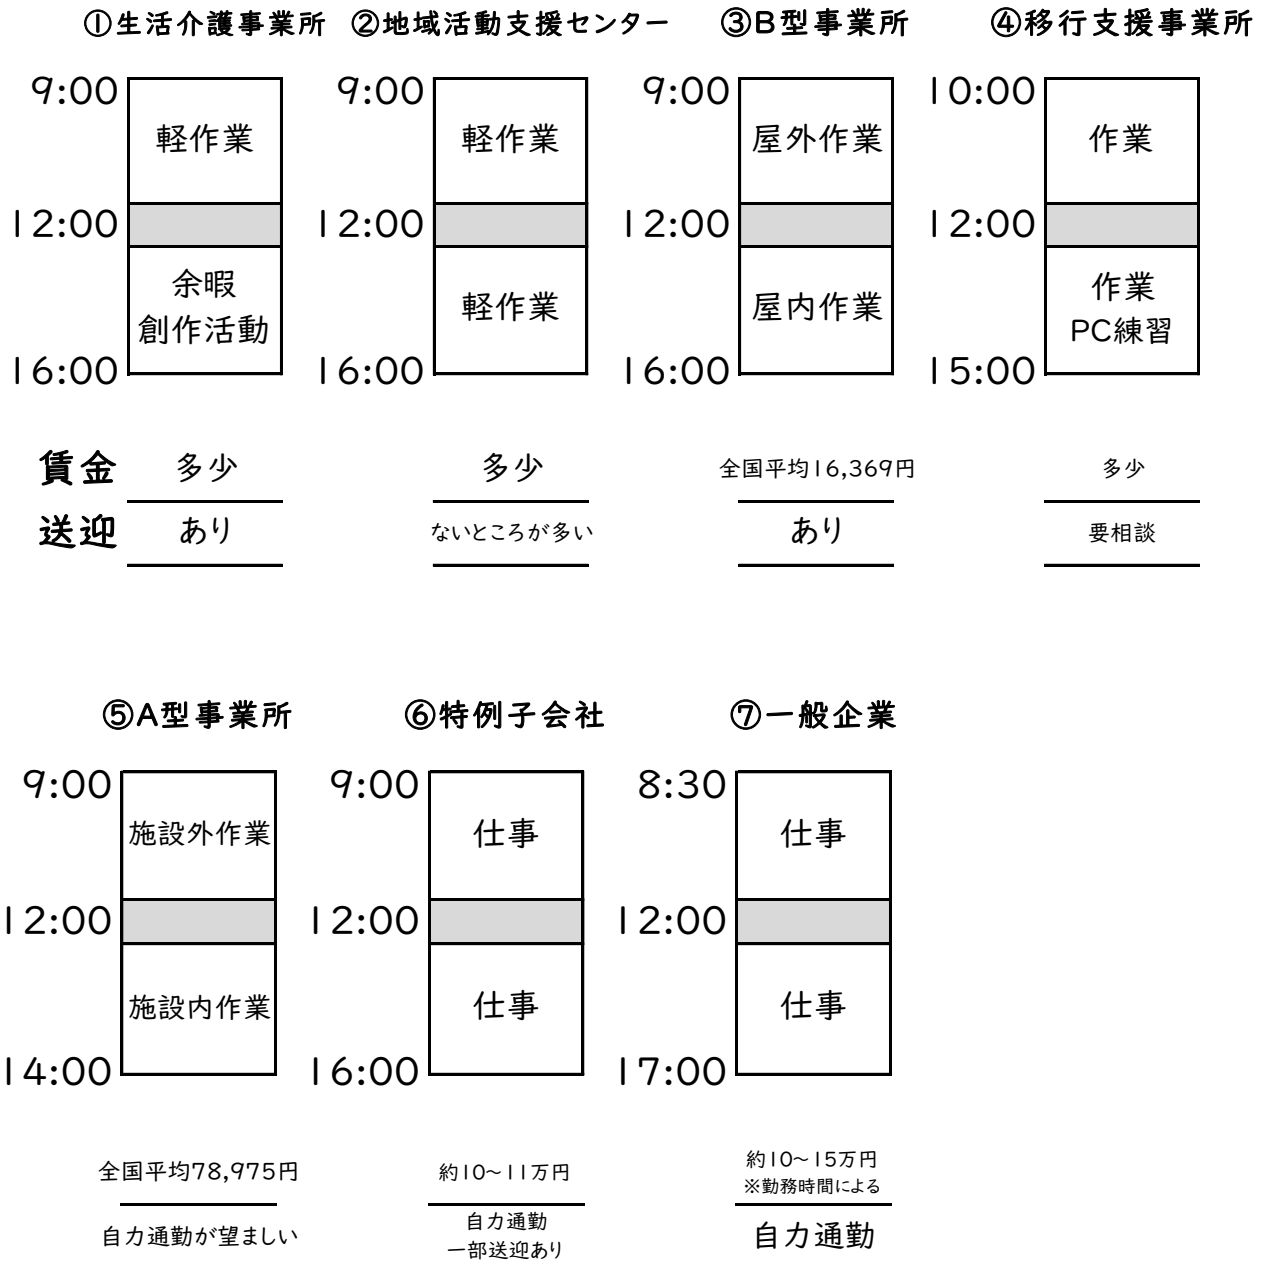 ①生活介護事業所
9:00
軽作業
12:00
余暇
創作活動
16:00
②地域活動支援センター
9:00
軽作業
12:00
軽作業
16:00
③B型事業所
9:00
屋外作業
12:00
屋内作業
16:00
④移行支援事業所
10:00
作業
12:00
作業
PC練習
15:00
賃金
多少
多少
全国平均16,369円
多少
送迎
あり
ないところが多い
あり
要相談
⑤A型事業所
9:00
施設外作業
12:00
施設内作業
14:00
全国平均78,975円
自力通勤が望ましい
⑥特例子会社
9:00
仕事
12:00
仕事
16:00
約10~11万円
自力通勤
一部送迎あり
⑦一般企業
8:30
仕事
12:00
仕事
17:00
約10~15万円
※勤務時間による
自力通勤